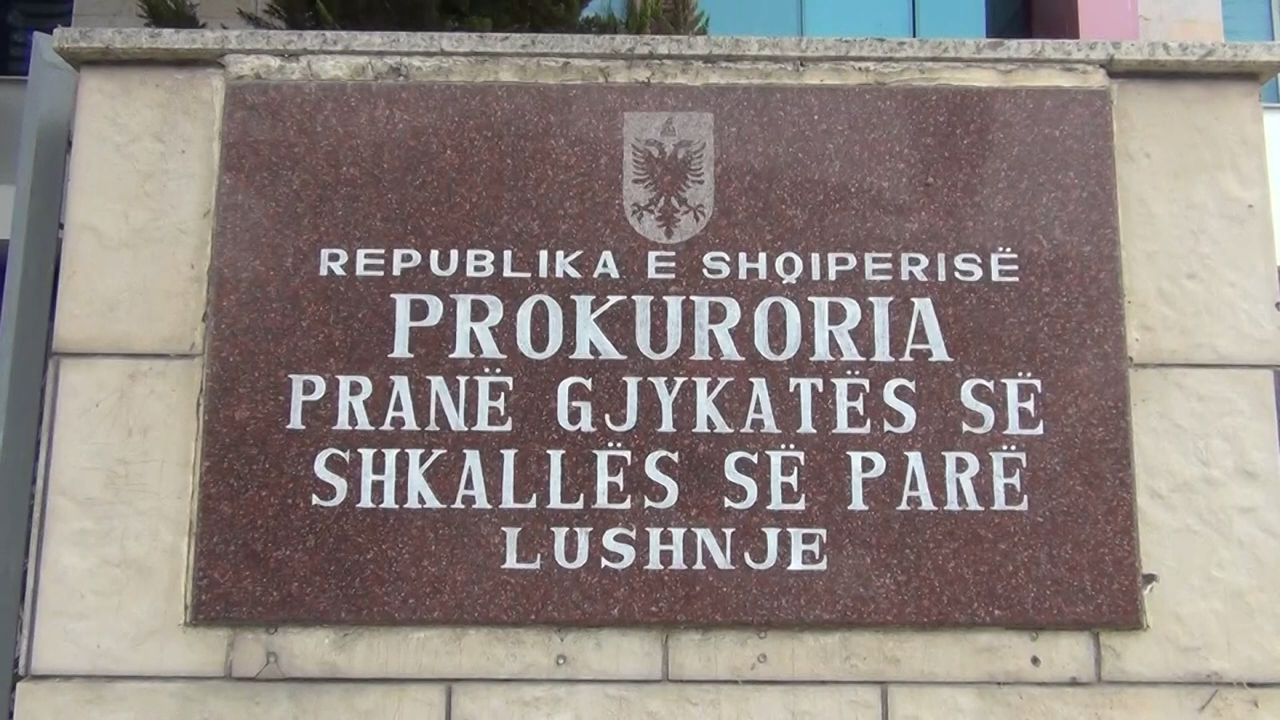 REPUBLIKA E SHQIPERISË
PROKURORIA
PRANË GJYKATËS SË
SHKALLËS SË PARË
LUSHNJE